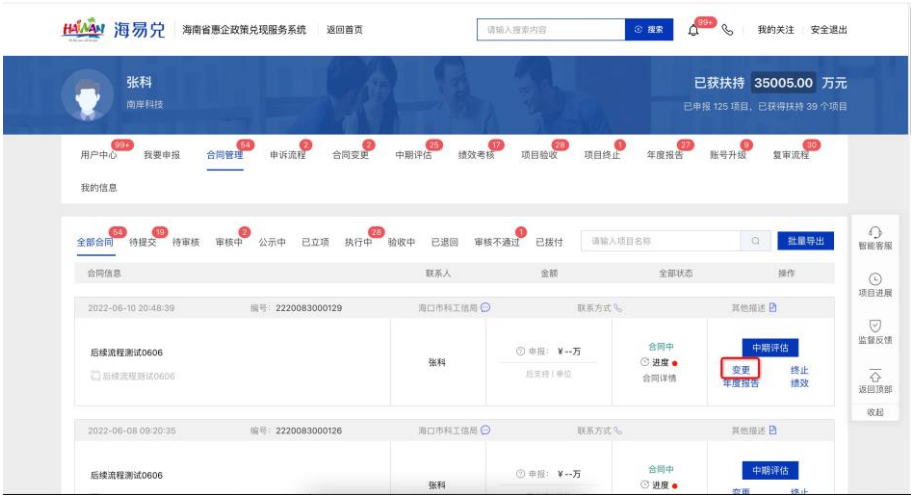 HAINAN 海易兑 海南省惠企政策兑现服务系统 返回首页 请输入搜索内容 搜索 99+ 我的关注 安全退出
张科 已获扶持 35005.00 万元
南岸科技 已申报 125 项目, 已获得扶持 39 个项目
99+ 54 2 2 25 17 28 1 27 9 30
用户中心 我要申报 合同管理 申诉流程 合同变更 中期评估 绩效考核 项目验收 项目终止 年度报告 账号升级 复审流程
我的信息
54 19 2 28 1
全部合同 待提交 待审核 审核中 公示中 已立项 执行中 验收中 已退回 审核不通过 已拨付 请输入项目名称 批量导出
智能客服
合同信息 联系人 金额 全部状态 操作
项目进展
2022-06-10 20:48:39 编号: 2220083000129 海口市科工信局 联系方式 其他描述
监督反馈
后续流程测试0606 张科 申报: ¥--万 合同中 中期评估
进度 变更 终止
后续流程测试0606 后支持 | 单位 合同详情 年度报告 绩效
返回顶部
收起
2022-06-08 09:20:35 编号: 2220083000126 海口市科工信局 联系方式 其他描述
后续流程测试0606 张科 申报: ¥--万 合同中 中期评估
进度 变更 终止